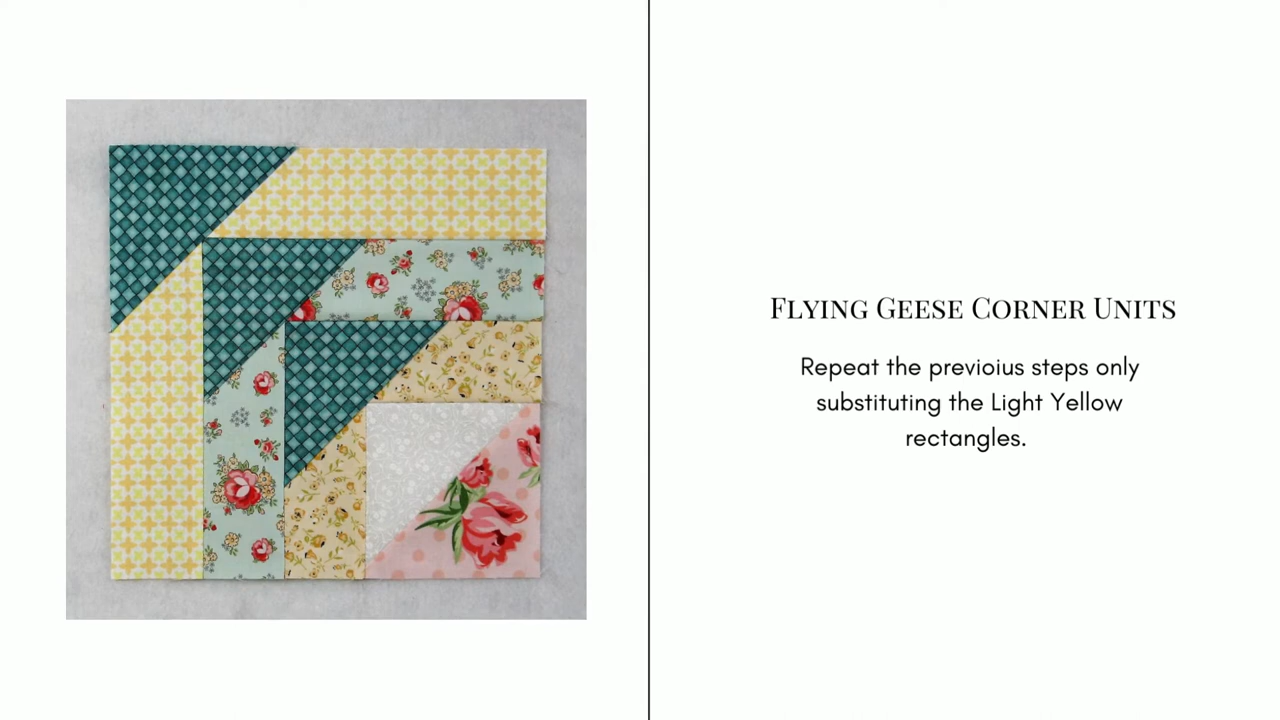 Flying Geese Corner Units
Repeat the previoius steps only
substituting the Light Yellow
rectangles.